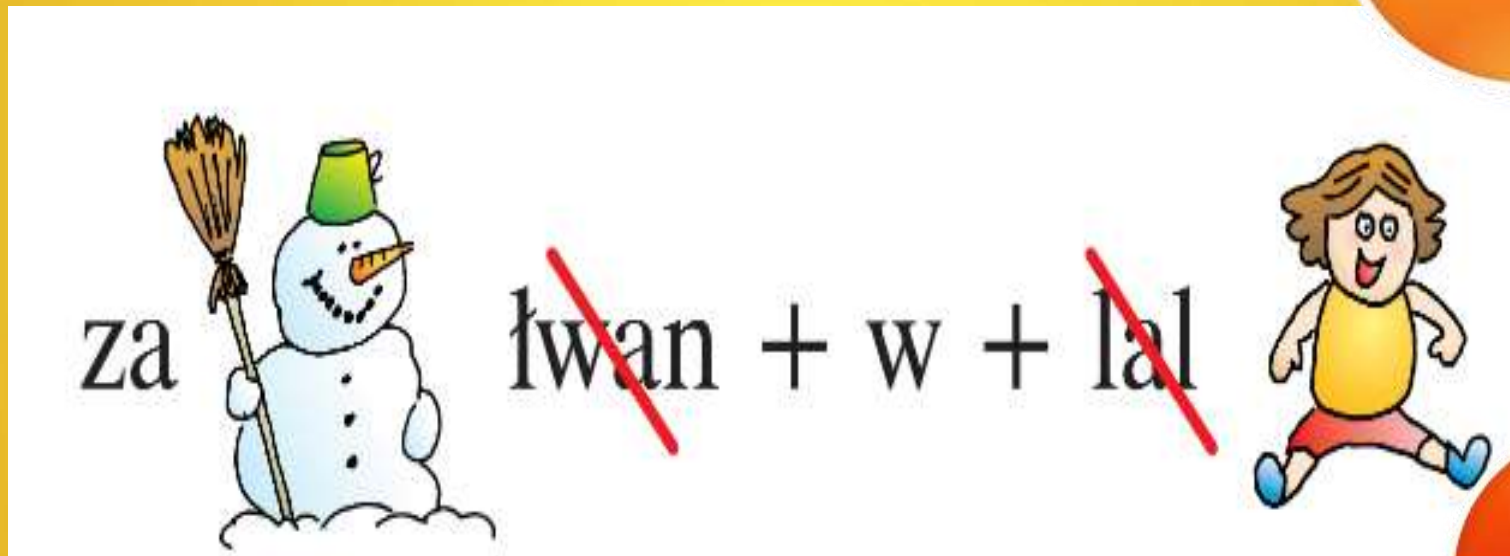 za łwan + w + lal